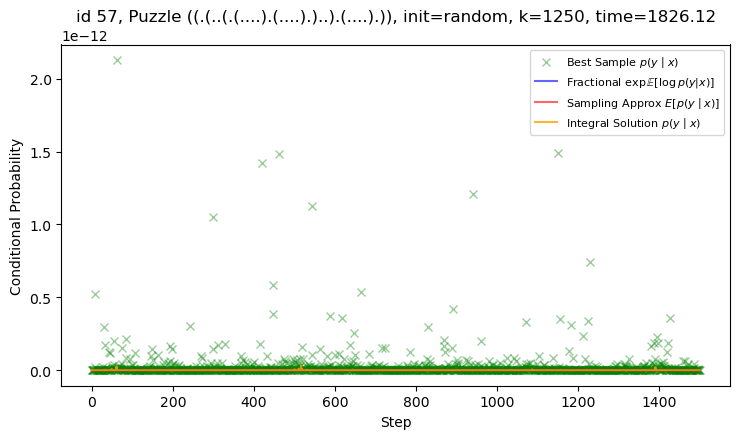 id 57, Puzzle ((.(..(.(....).(....).)..).(....).)), init=random, k=1250, time=1826.12
1e−12
2.0
1.5
1.0
0.5
0.0
Conditional Probability
0 200 400 600 800 1000 1200 1400
Step
Best Sample p(y | x)
Fractional exp𝔼[log p(y|x)]
Sampling Approx E[p(y | x)]
Integral Solution p(y | x)